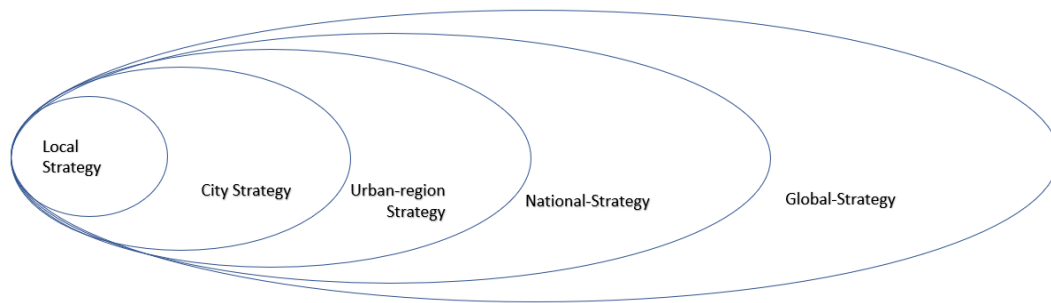 Local
Strategy
City Strategy
Urban-region
Strategy
National-Strategy
Global-Strategy